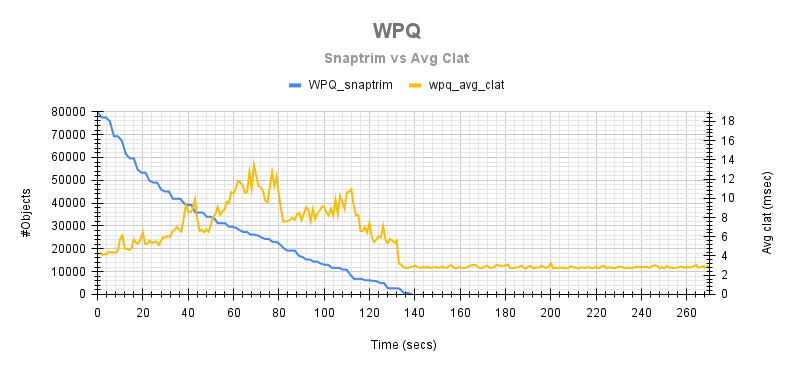 WPQ
Snaptrim vs Avg Clat
WPQ_snaptrim wpq_avg_clat
80000
70000
60000
50000
40000
30000
20000
10000
0
#Objects
18
16
14
12
10
8
6
4
2
0
Avg clat (msec)
0 20 40 60 80 100 120 140 160 180 200 220 240 260
Time (secs)